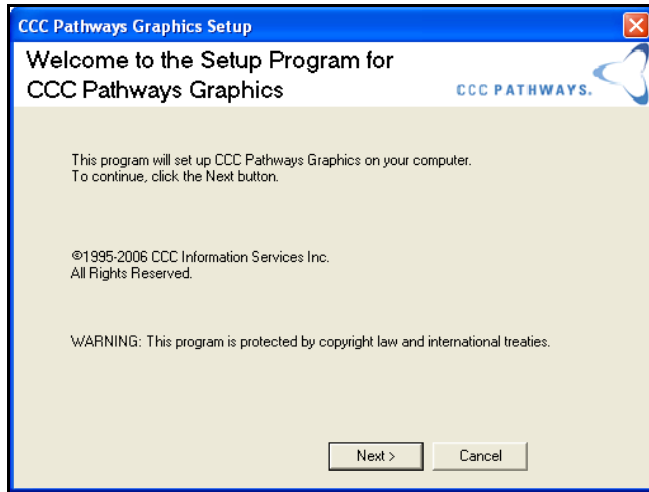 CCC Pathways Graphics Setup
Welcome to the Setup Program for
CCC Pathways Graphics
CCC PATHWAYS.
This program will set up CCC Pathways Graphics on your computer.
To continue, click the Next button.
©1995-2006 CCC Information Services Inc.
All Rights Reserved.
WARNING: This program is protected by copyright law and international treaties.
Next >
Cancel